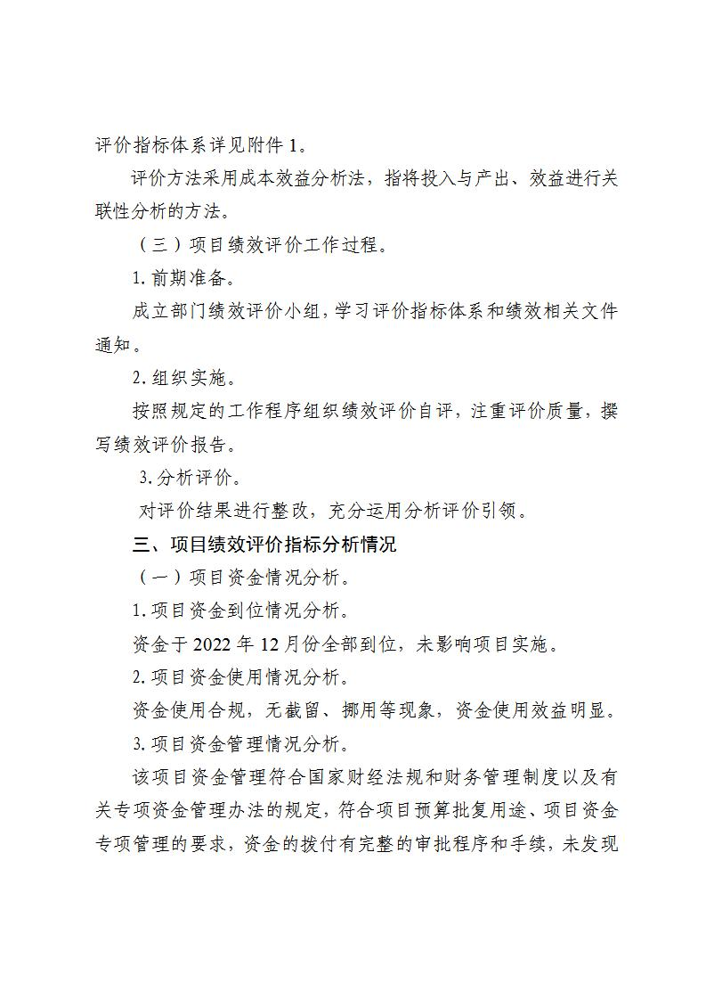 评价指标体系详见附件 1。
评价方法采用成本效益分析法，指将投入与产出、效益进行关
联性分析的方法。
（三）项目绩效评价工作过程。
1.前期准备。
成立部门绩效评价小组，学习评价指标体系和绩效相关文件
通知。
2.组织实施。
按照规定的工作程序组织绩效评价自评，注重评价质量，撰
写绩效评价报告。
3.分析评价。
对评价结果进行整改，充分运用分析评价引领。
三、项目绩效评价指标分析情况
（一）项目资金情况分析。
1.项目资金到位情况分析。
资金于 2022 年 12 月份全部到位，未影响项目实施。
2.项目资金使用情况分析。
资金使用合规，无截留、挪用等现象，资金使用效益明显。
3.项目资金管理情况分析。
该项目资金管理符合国家财经法规和财务管理制度以及有
关专项资金管理办法的规定，符合项目预算批复用途、项目资金
专项管理的要求，资金的拨付有完整的审批程序和手续，未发现